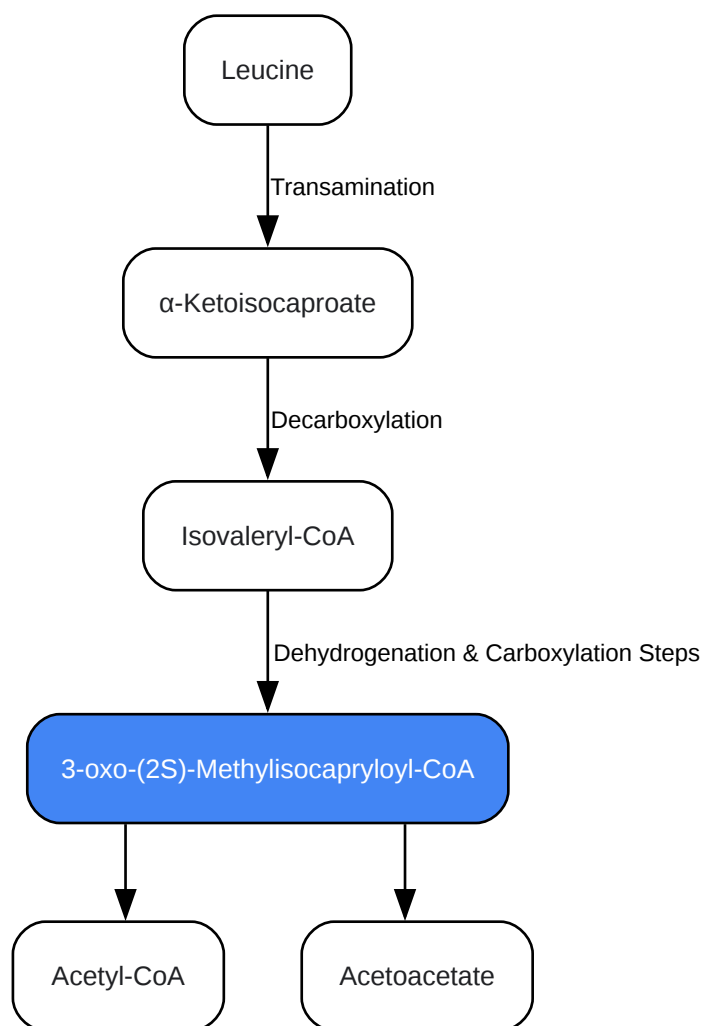 Leucine
Transamination
α-Ketoisocaproate
Decarboxylation
Isovaleryl-CoA
Dehydrogenation & Carboxylation Steps
3-oxo-(2S)-Methylisocapryloyl-CoA
Acetyl-CoA
Acetoacetate